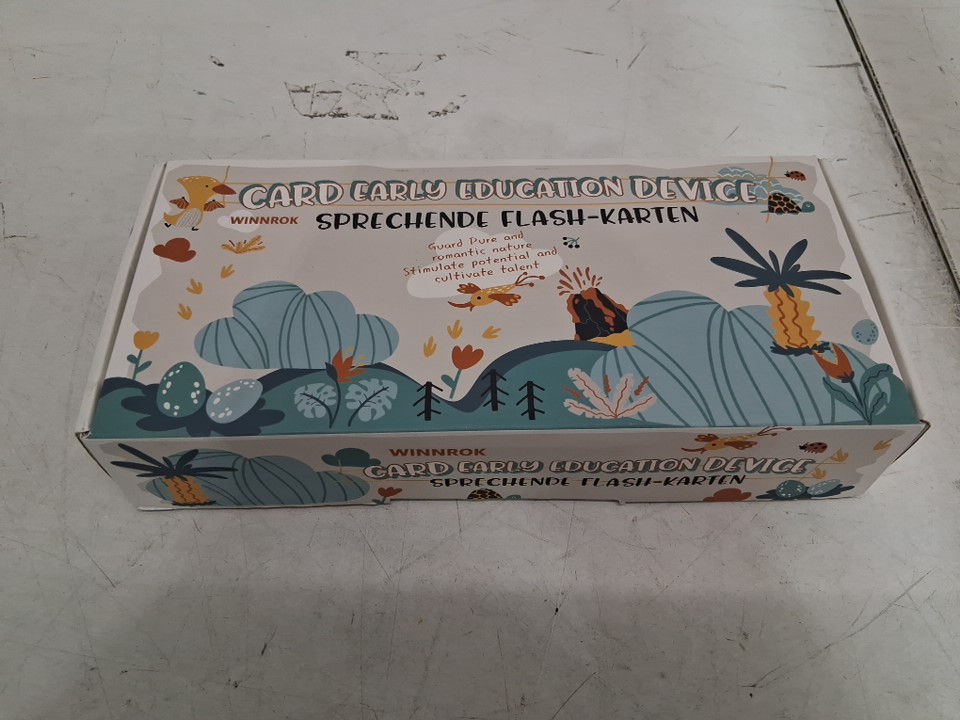 CARD EARLY EDUCATION DEVICE
WINNROK
SPRECHENDE FLASH-KARTEN
Guard Pure and
romantic nature
Stimulate potential and
cultivate talent
WINNROK
CARD EARLY EDUCATION DEVICE
SPRECHENDE FLASH-KARTEN